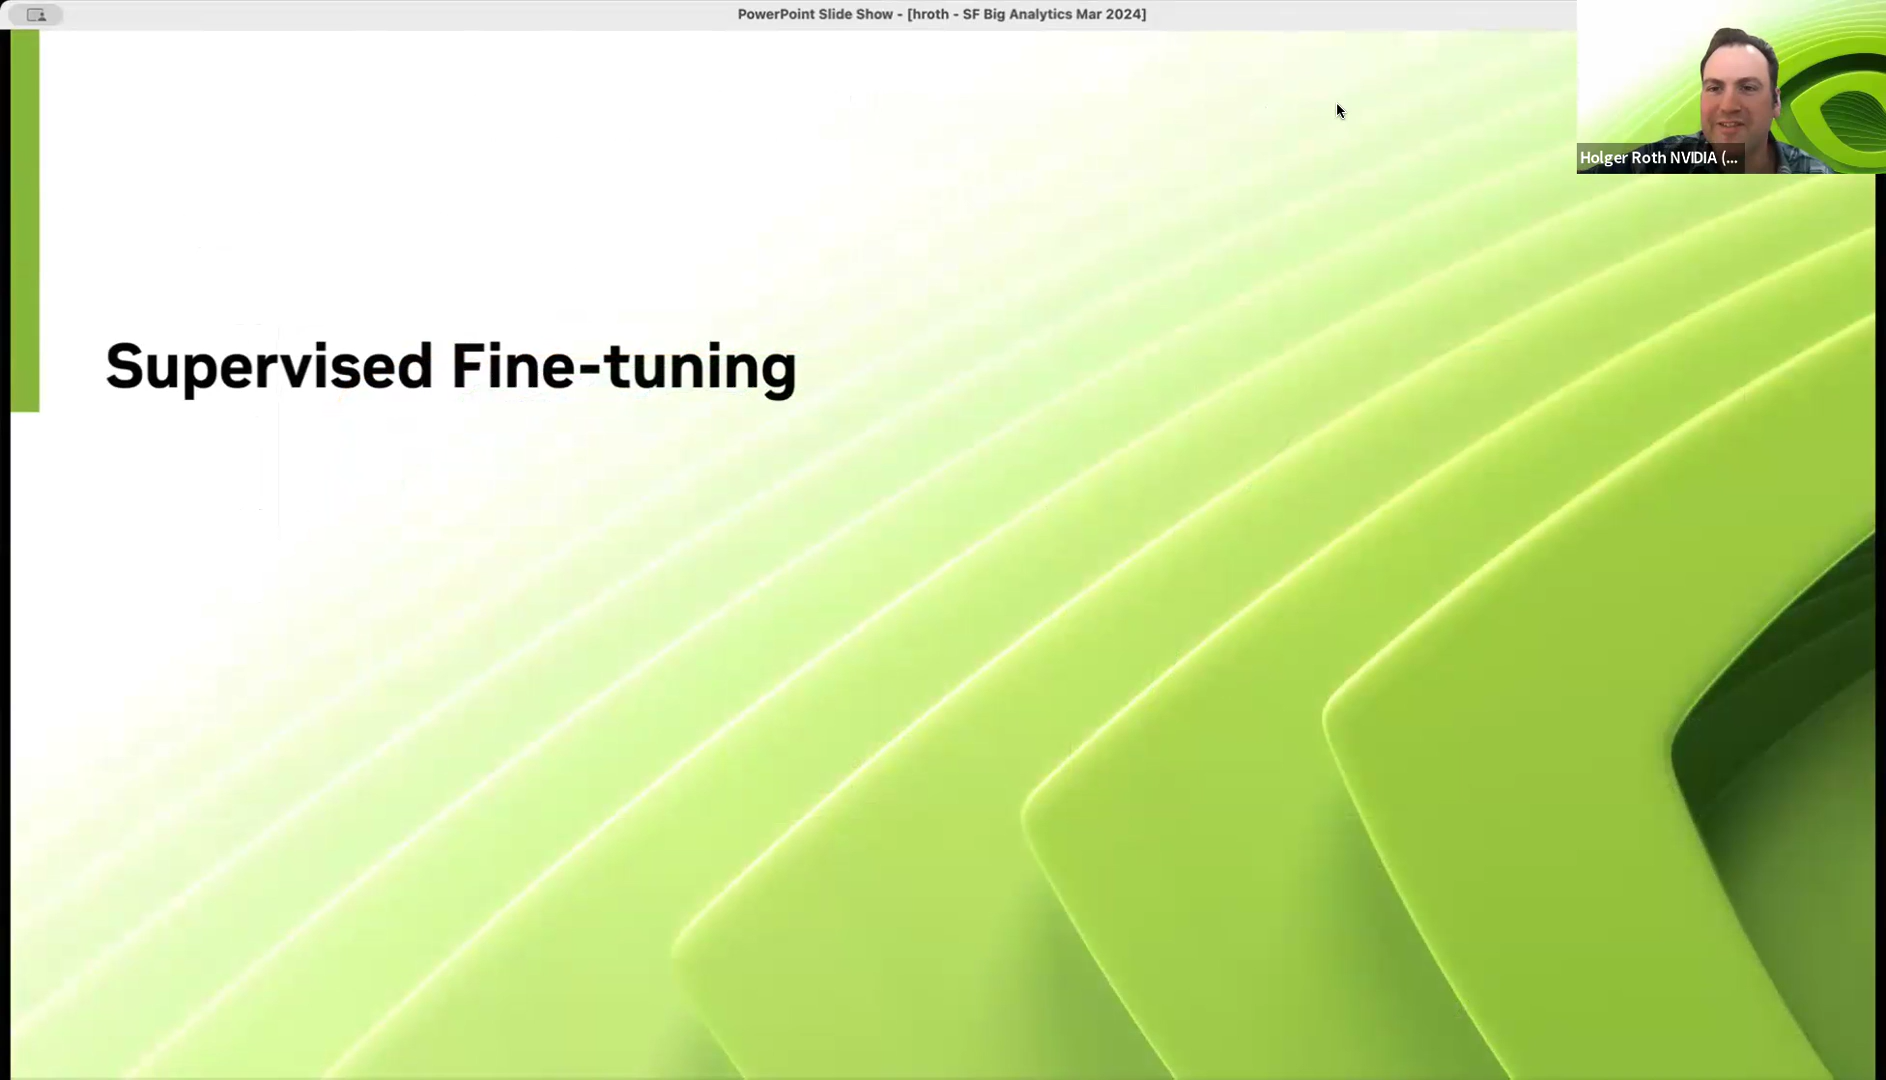 PowerPoint Slide Show - [hroth - SF Big Analytics Mar 2024]
Holger Roth NVIDIA (...
Supervised Fine-tuning